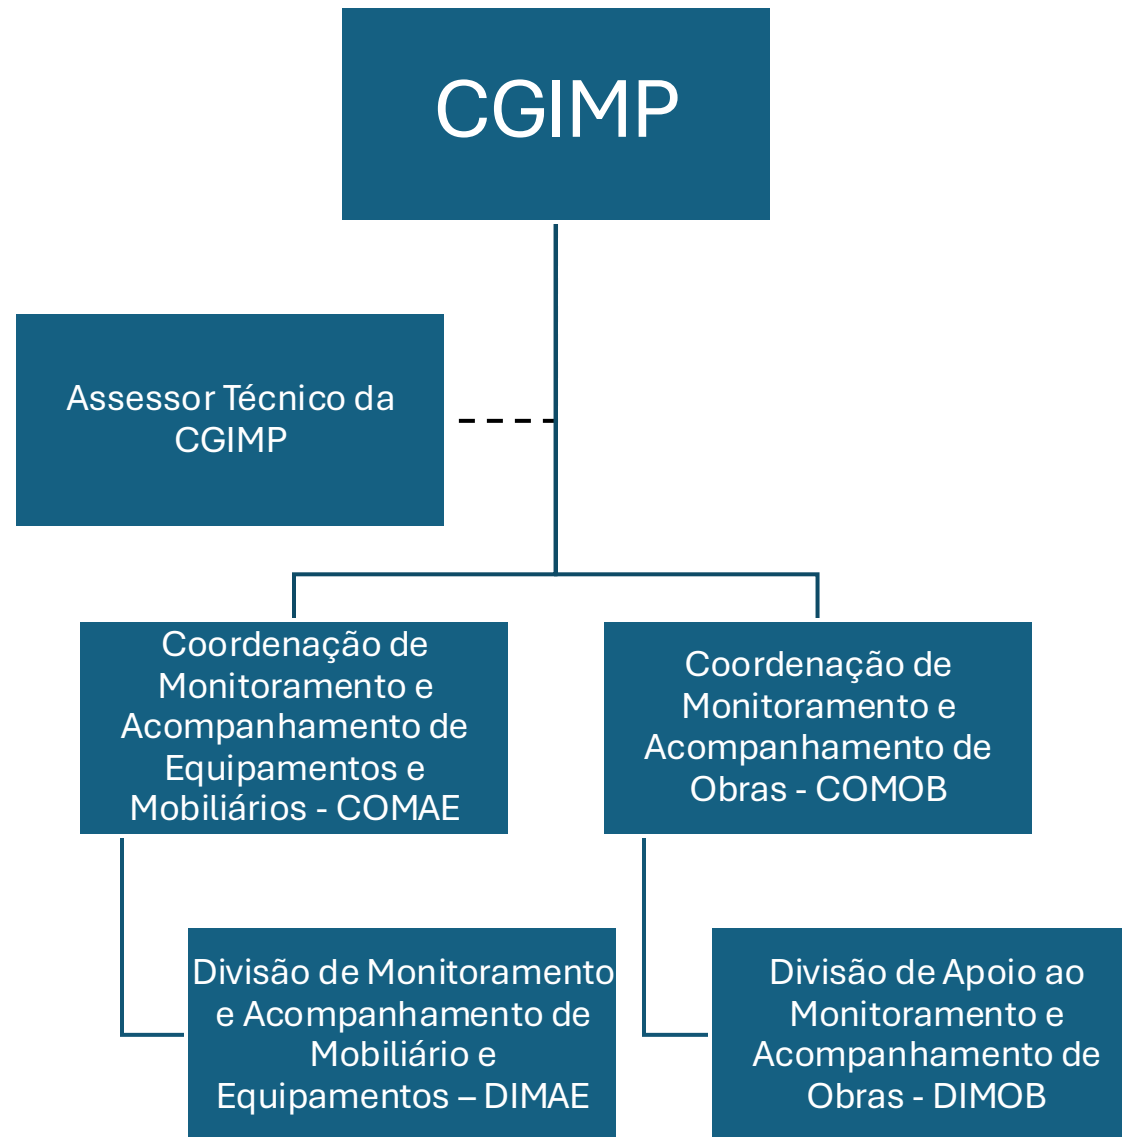 CGIMP
Assessor Técnico da
CGIMP
Coordenação de
Monitoramento e
Acompanhamento de
Equipamentos e
Mobiliários - COMAE
Coordenação de
Monitoramento e
Acompanhamento de
Obras - COMOB
Divisão de Monitoramento
e Acompanhamento de
Mobiliário e
Equipamentos – DIMAE
Divisão de Apoio ao
Monitoramento e
Acompanhamento de
Obras - DIMOB